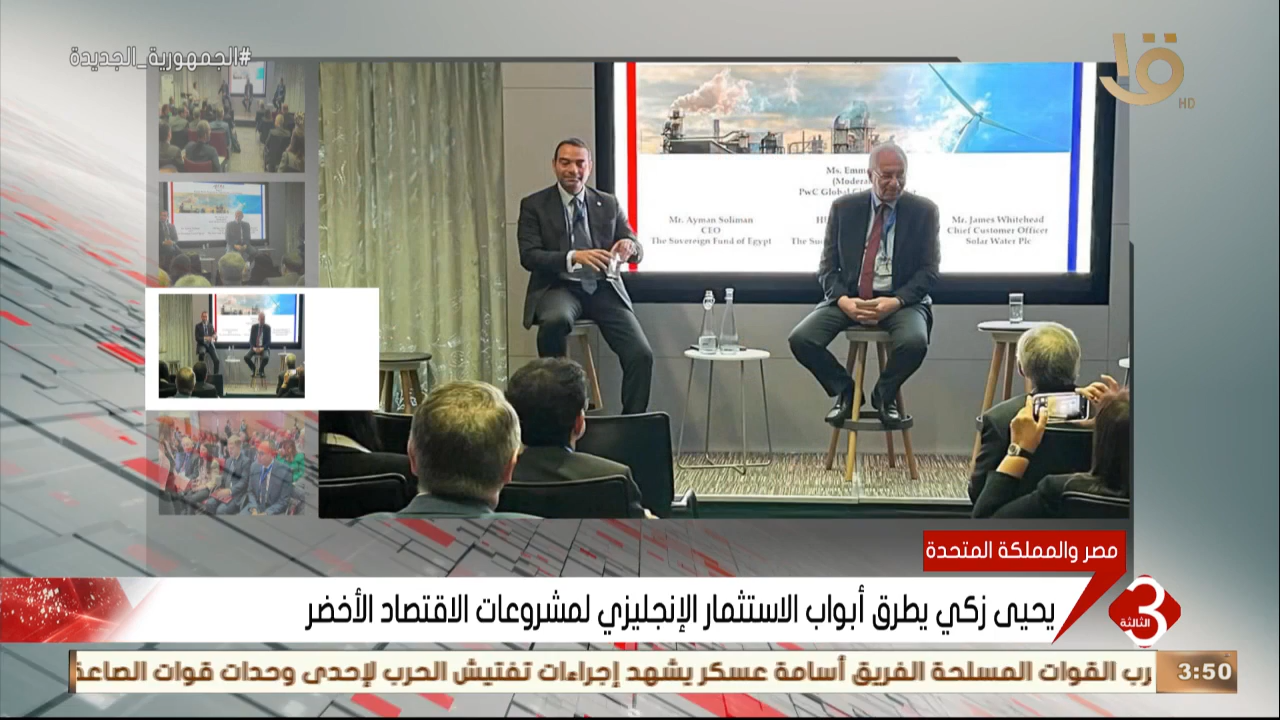 #الجمهورية_الجديدة
HD
Ms. Emm
(Modera
PwC Global
Mr. Ayman Soliman
CEO
The Sovereign Fund of Egypt
The Su
Mr. James Whitehead
Chief Customer Officer
Solar Water Plc
مصر والمملكة المتحدة
3
الثالثة
يحيى زكي يطرق أبواب الاستثمار الإنجليزي لمشروعات الاقتصاد الأخضر
رب القوات المسلحة الفريق أسامة عسكر يشهد إجراءات تفتيش الحرب لإحدى وحدات قوات الصاعة
3:50